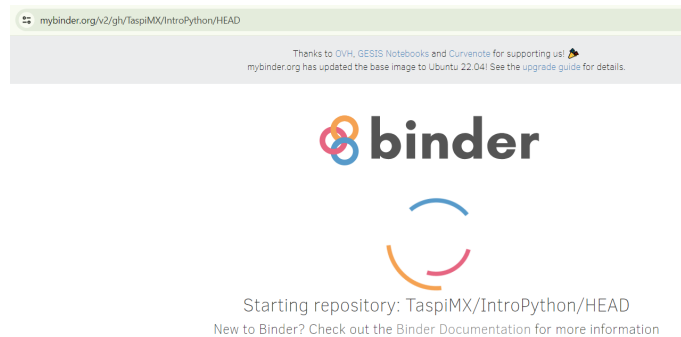 mybinder.org/v2/gh/TaspiMX/IntroPython/HEAD
Thanks to OVH, GESIS Notebooks and Curvenote for supporting us! 🎉
mybinder.org has updated the base image to Ubuntu 22.04! See the upgrade guide for details.
binder
Starting repository: TaspiMX/IntroPython/HEAD
New to Binder? Check out the Binder Documentation for more information